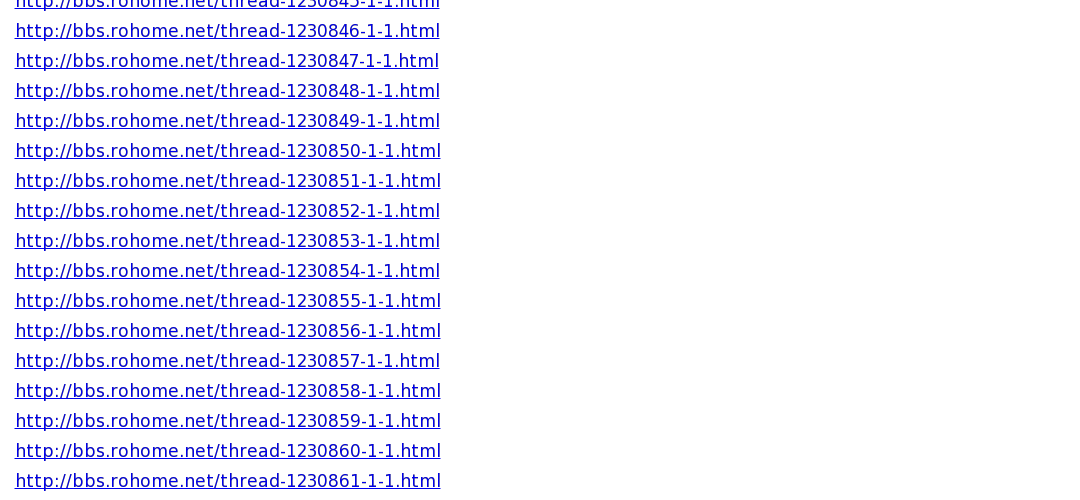 http://bbs.rohome.net/thread-1230845-1-1.html
http://bbs.rohome.net/thread-1230846-1-1.html
http://bbs.rohome.net/thread-1230847-1-1.html
http://bbs.rohome.net/thread-1230848-1-1.html
http://bbs.rohome.net/thread-1230849-1-1.html
http://bbs.rohome.net/thread-1230850-1-1.html
http://bbs.rohome.net/thread-1230851-1-1.html
http://bbs.rohome.net/thread-1230852-1-1.html
http://bbs.rohome.net/thread-1230853-1-1.html
http://bbs.rohome.net/thread-1230854-1-1.html
http://bbs.rohome.net/thread-1230855-1-1.html
http://bbs.rohome.net/thread-1230856-1-1.html
http://bbs.rohome.net/thread-1230857-1-1.html
http://bbs.rohome.net/thread-1230858-1-1.html
http://bbs.rohome.net/thread-1230859-1-1.html
http://bbs.rohome.net/thread-1230860-1-1.html
http://bbs.rohome.net/thread-1230861-1-1.html